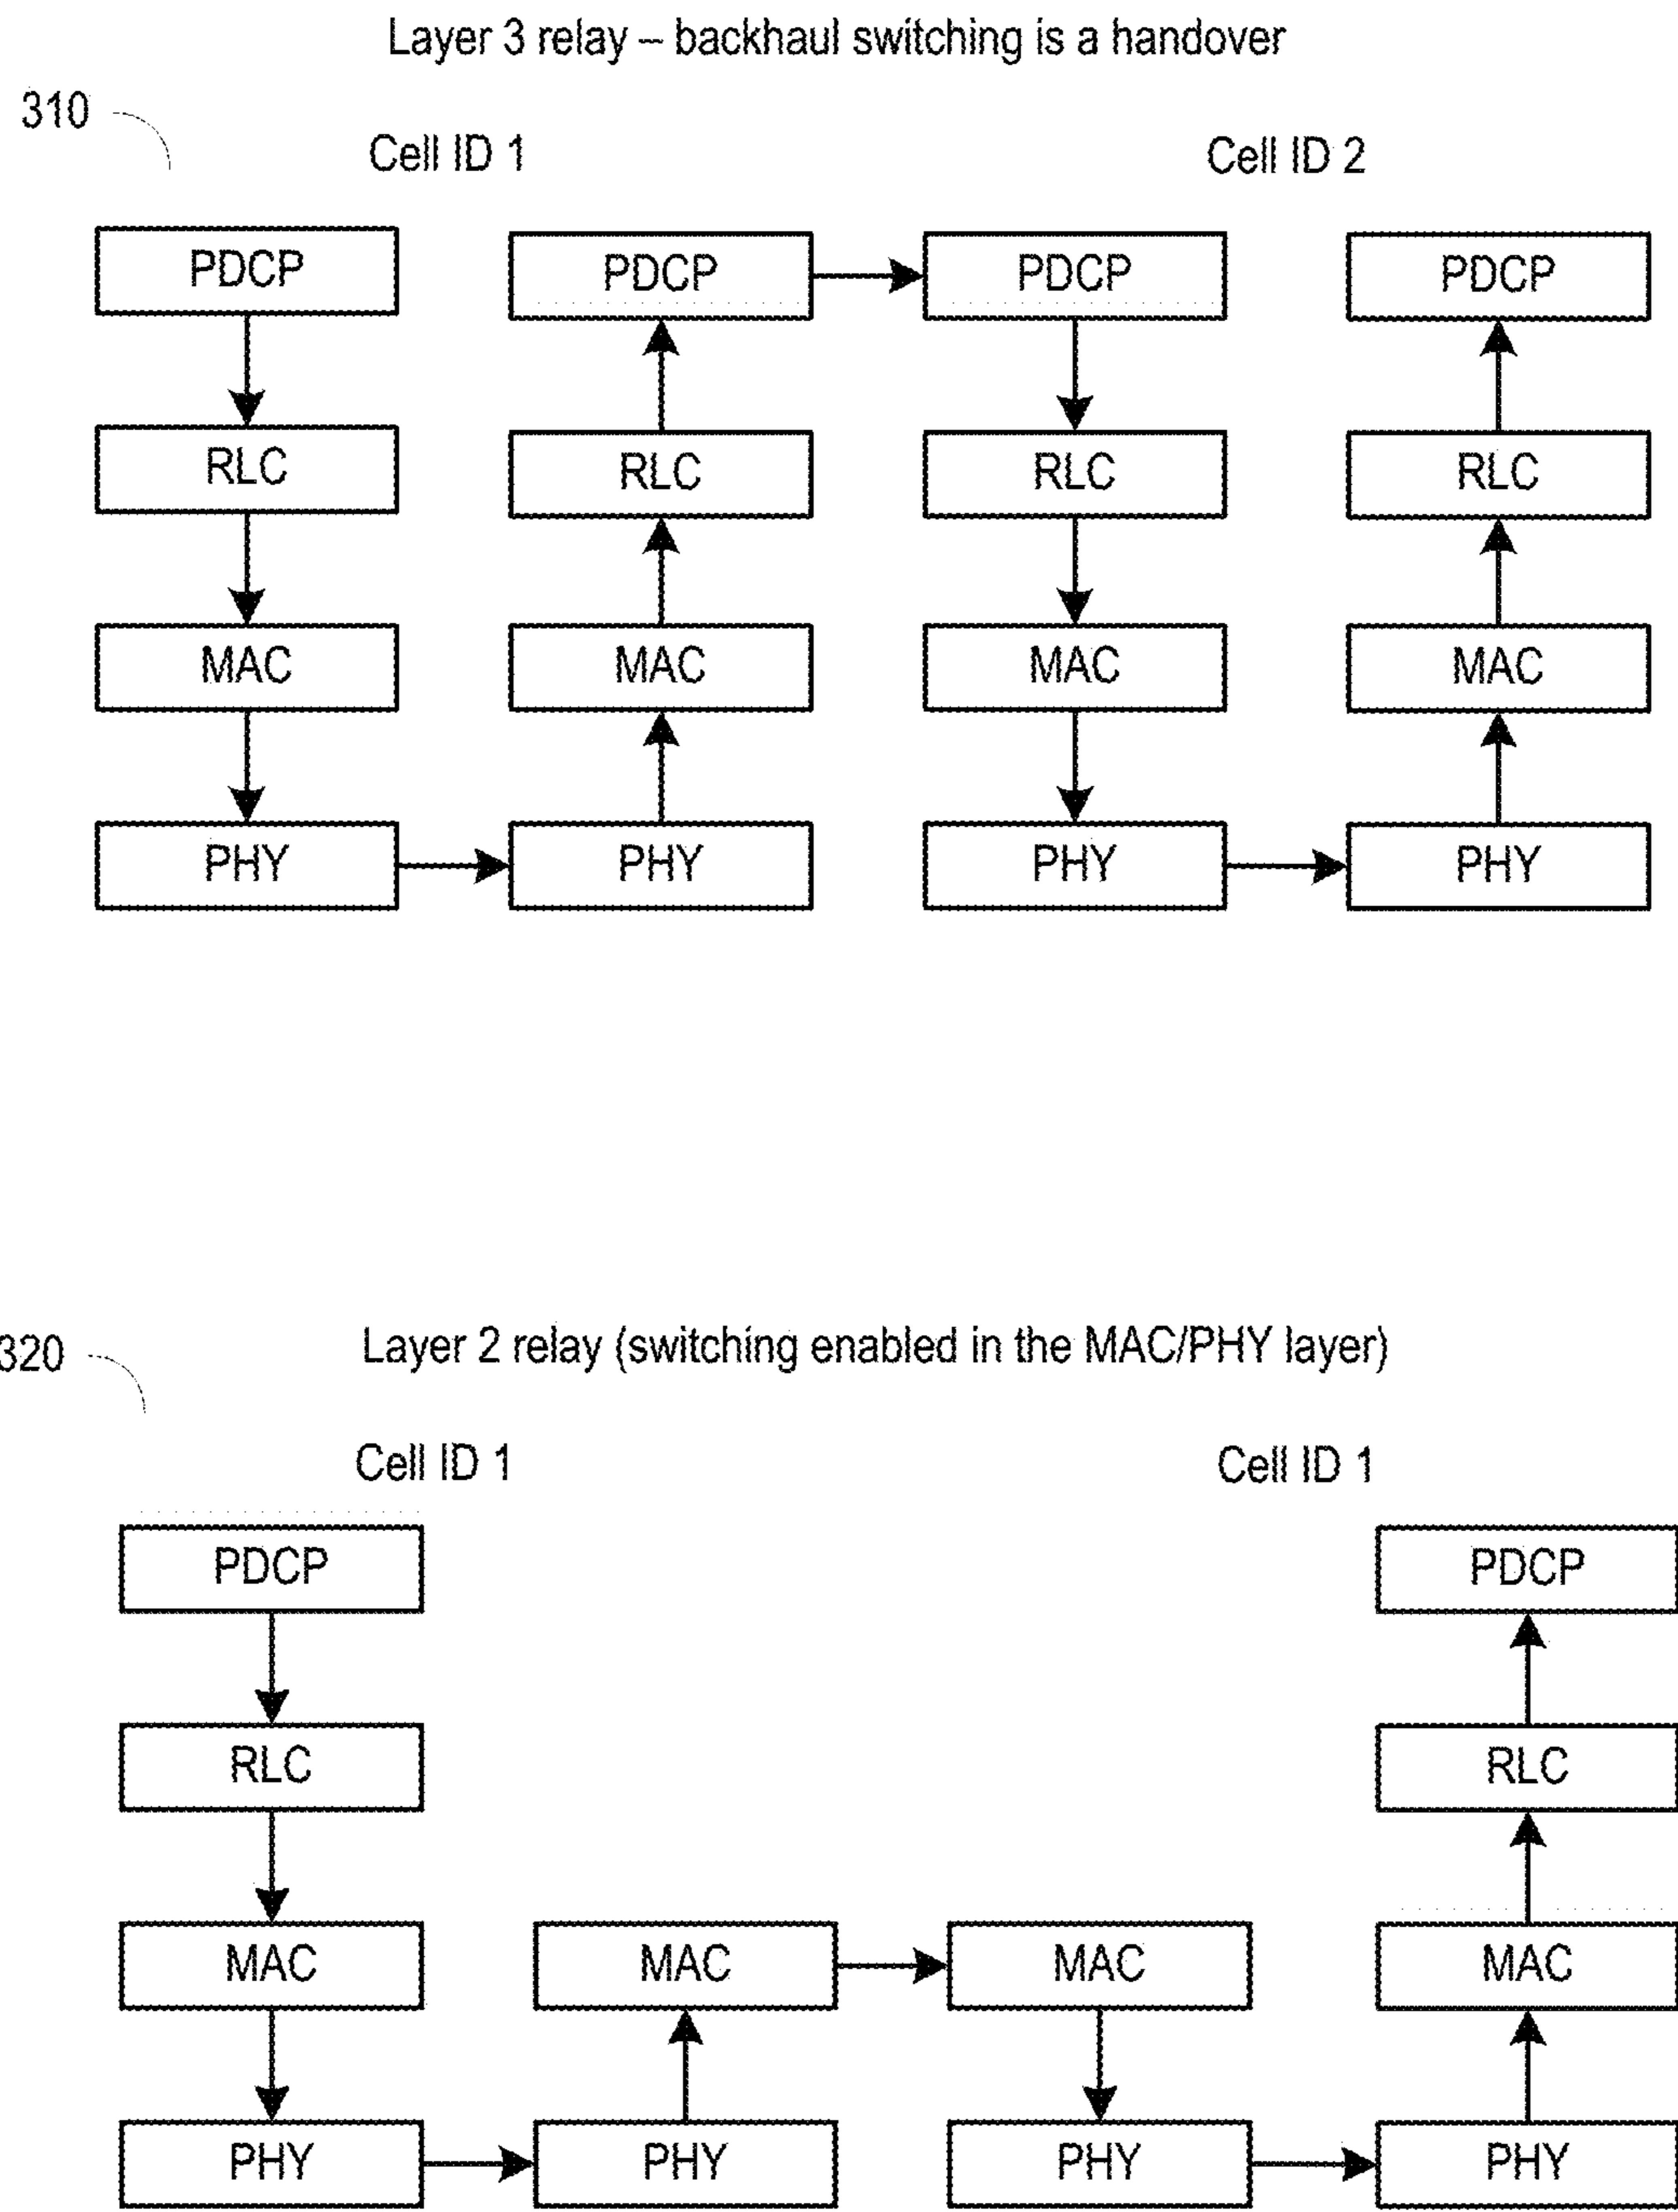 Layer 3 relay – backhaul switching is a handover
310
Cell ID 1 Cell ID 2
PDCP PDCP PDCP PDCP
RLC RLC RLC RLC
MAC MAC MAC MAC
PHY PHY PHY PHY
320 Layer 2 relay (switching enabled in the MAC/PHY layer)
Cell ID 1 Cell ID 1
PDCP PDCP
RLC RLC
MAC MAC MAC MAC
PHY PHY PHY PHY